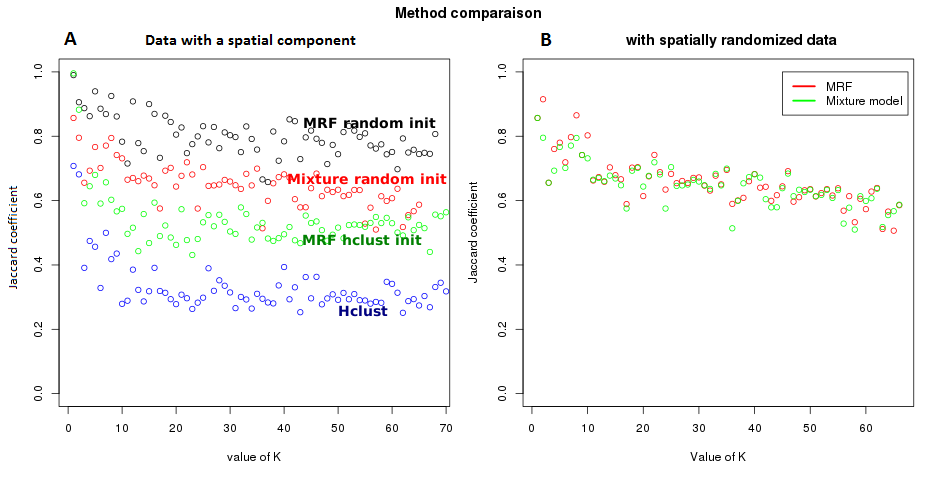 Method comparaison
A
Data with a spatial component
Jaccard coefficient
1.0
0.8
0.6
0.4
0.2
0.0
MRF random init
Mixture random init
MRF hclust init
Hclust
0 10 20 30 40 50 60 70
value of K
B
with spatially randomized data
Jaccard coefficient
1.0
0.8
0.6
0.4
0.2
0.0
MRF
Mixture model
0 10 20 30 40 50 60
Value of K